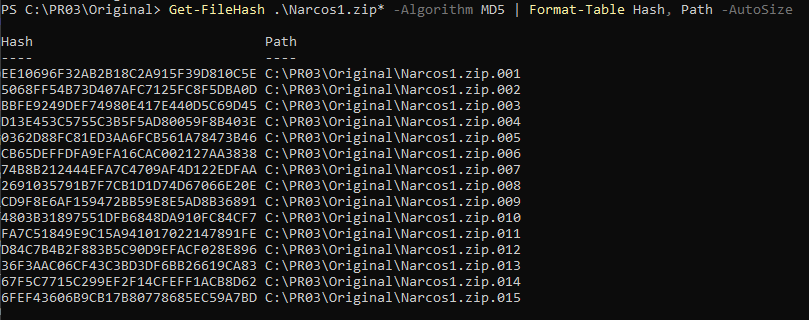 PS C:\PR03\Original> Get-FileHash .\Narcos1.zip* -Algorithm MD5 | Format-Table Hash, Path -AutoSize
Hash                             Path
----                             ----
EE10696F32AB2B18C2A915F39D810C5E C:\PR03\Original\Narcos1.zip.001
5068FF54B73D407AFC7125FC8F5DBA0D C:\PR03\Original\Narcos1.zip.002
BBFE9249DEF74980E417E440D5C69D45 C:\PR03\Original\Narcos1.zip.003
D13E453C5755C3B5F5AD80059F8B403E C:\PR03\Original\Narcos1.zip.004
0362D88FC81ED3AA6FCB561A78473B46 C:\PR03\Original\Narcos1.zip.005
CB65DEFFDFA9EFA16CAC002127AA3838 C:\PR03\Original\Narcos1.zip.006
74B8B212444EFA7C4709AF4D122EDFAA C:\PR03\Original\Narcos1.zip.007
2691035791B7F7CB1D1D74D67066E20E C:\PR03\Original\Narcos1.zip.008
CD9F8E6AF159472BB59E8E5AD8B36891 C:\PR03\Original\Narcos1.zip.009
4803B31897551DFB6848DA910FC84CF7 C:\PR03\Original\Narcos1.zip.010
FA7C51849E9C15A941017022147891FE C:\PR03\Original\Narcos1.zip.011
D84C7B4B2F883B5C90D9EFACF028E896 C:\PR03\Original\Narcos1.zip.012
36F3AAC06CF43C3BD3DF6BB26619CA83 C:\PR03\Original\Narcos1.zip.013
67F5C7715C299EF2F14CFEFF1ACB8D62 C:\PR03\Original\Narcos1.zip.014
6FEF43606B9CB17B80778685EC59A7BD C:\PR03\Original\Narcos1.zip.015